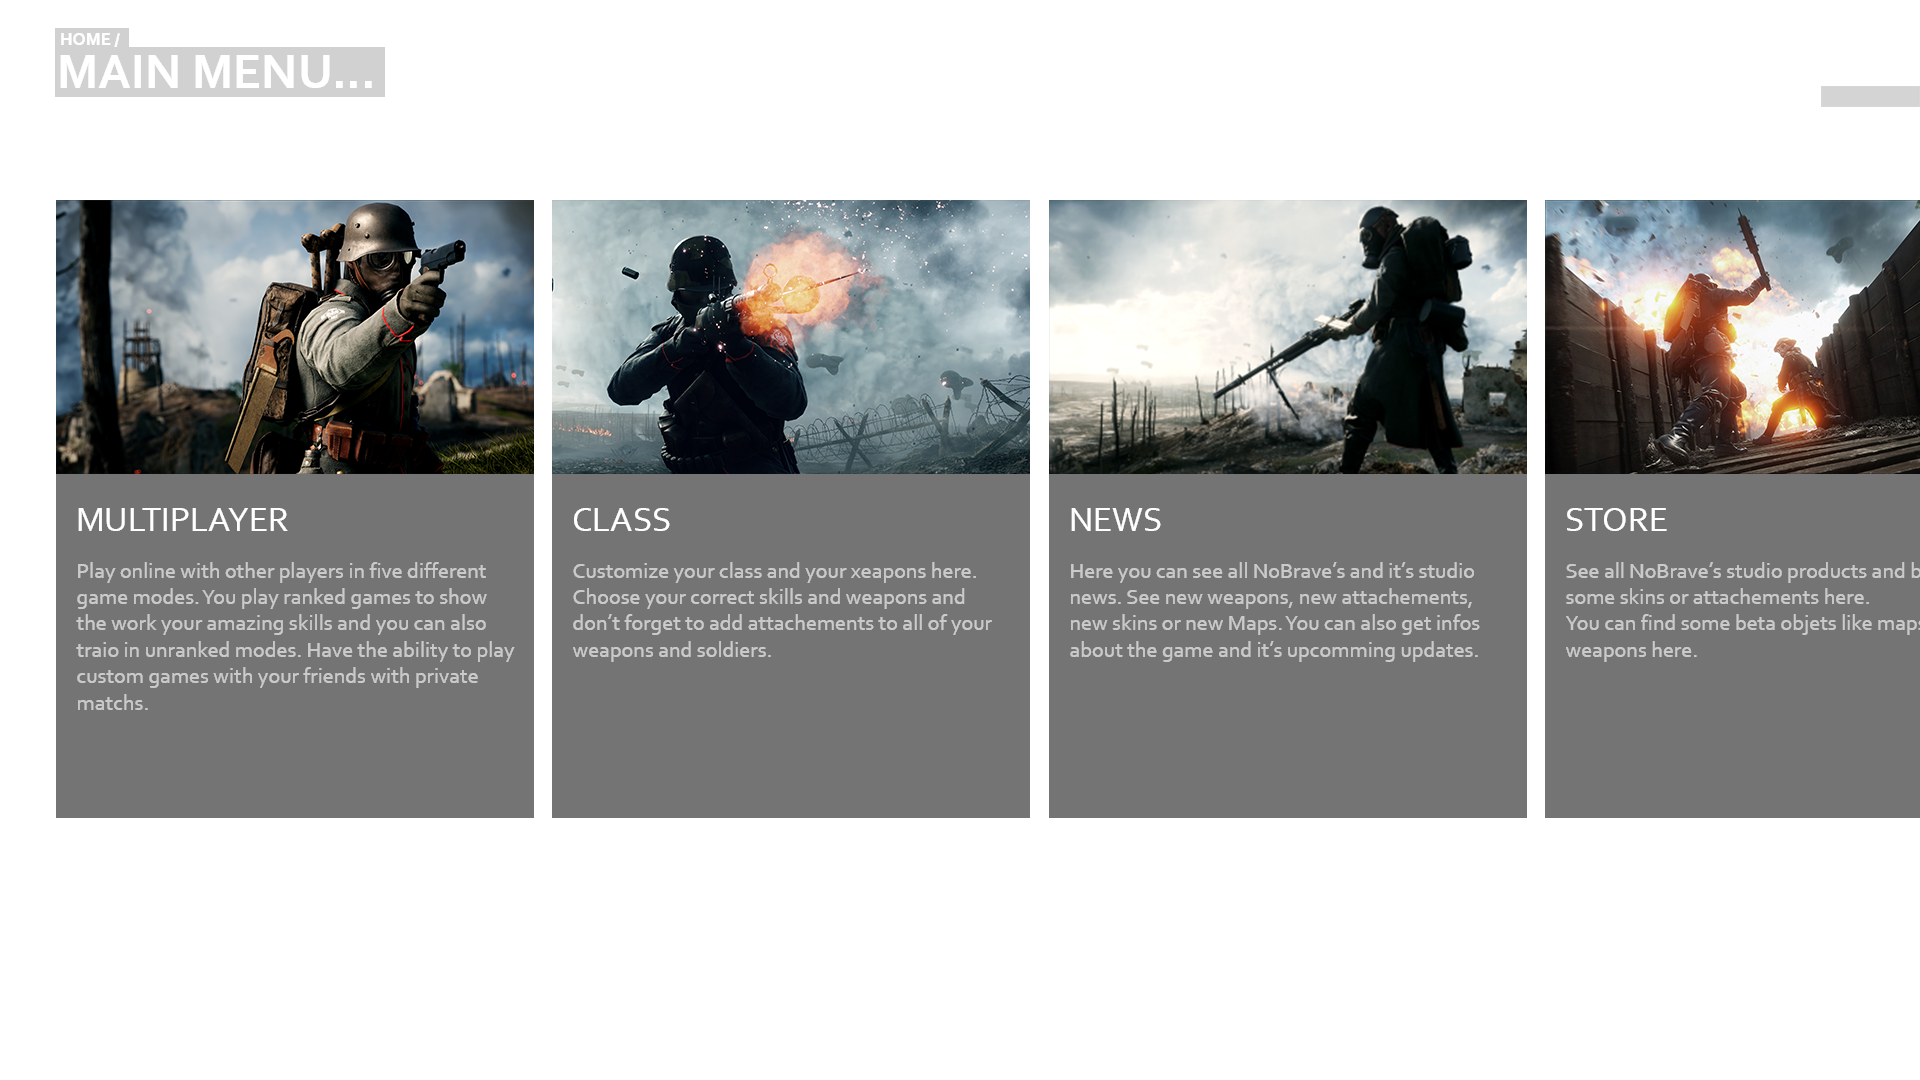 HOME /
MAIN MENU...
MULTIPLAYER
Play online with other players in five different
game modes. You play ranked games to show
the work your amazing skills and you can also
traio in unranked modes. Have the ability to play
custom games with your friends with private
matchs.
CLASS
Customize your class and your xeapons here.
Choose your correct skills and weapons and
don't forget to add attachements to all of your
weapons and soldiers.
NEWS
Here you can see all NoBrave's and it's studio
news. See new weapons, new attachements,
new skins or new Maps. You can also get infos
about the game and it's upcomming updates.
STORE
See all NoBrave's studio products and
some skins or attachements here.
You can find some beta objets like maps
weapons here.